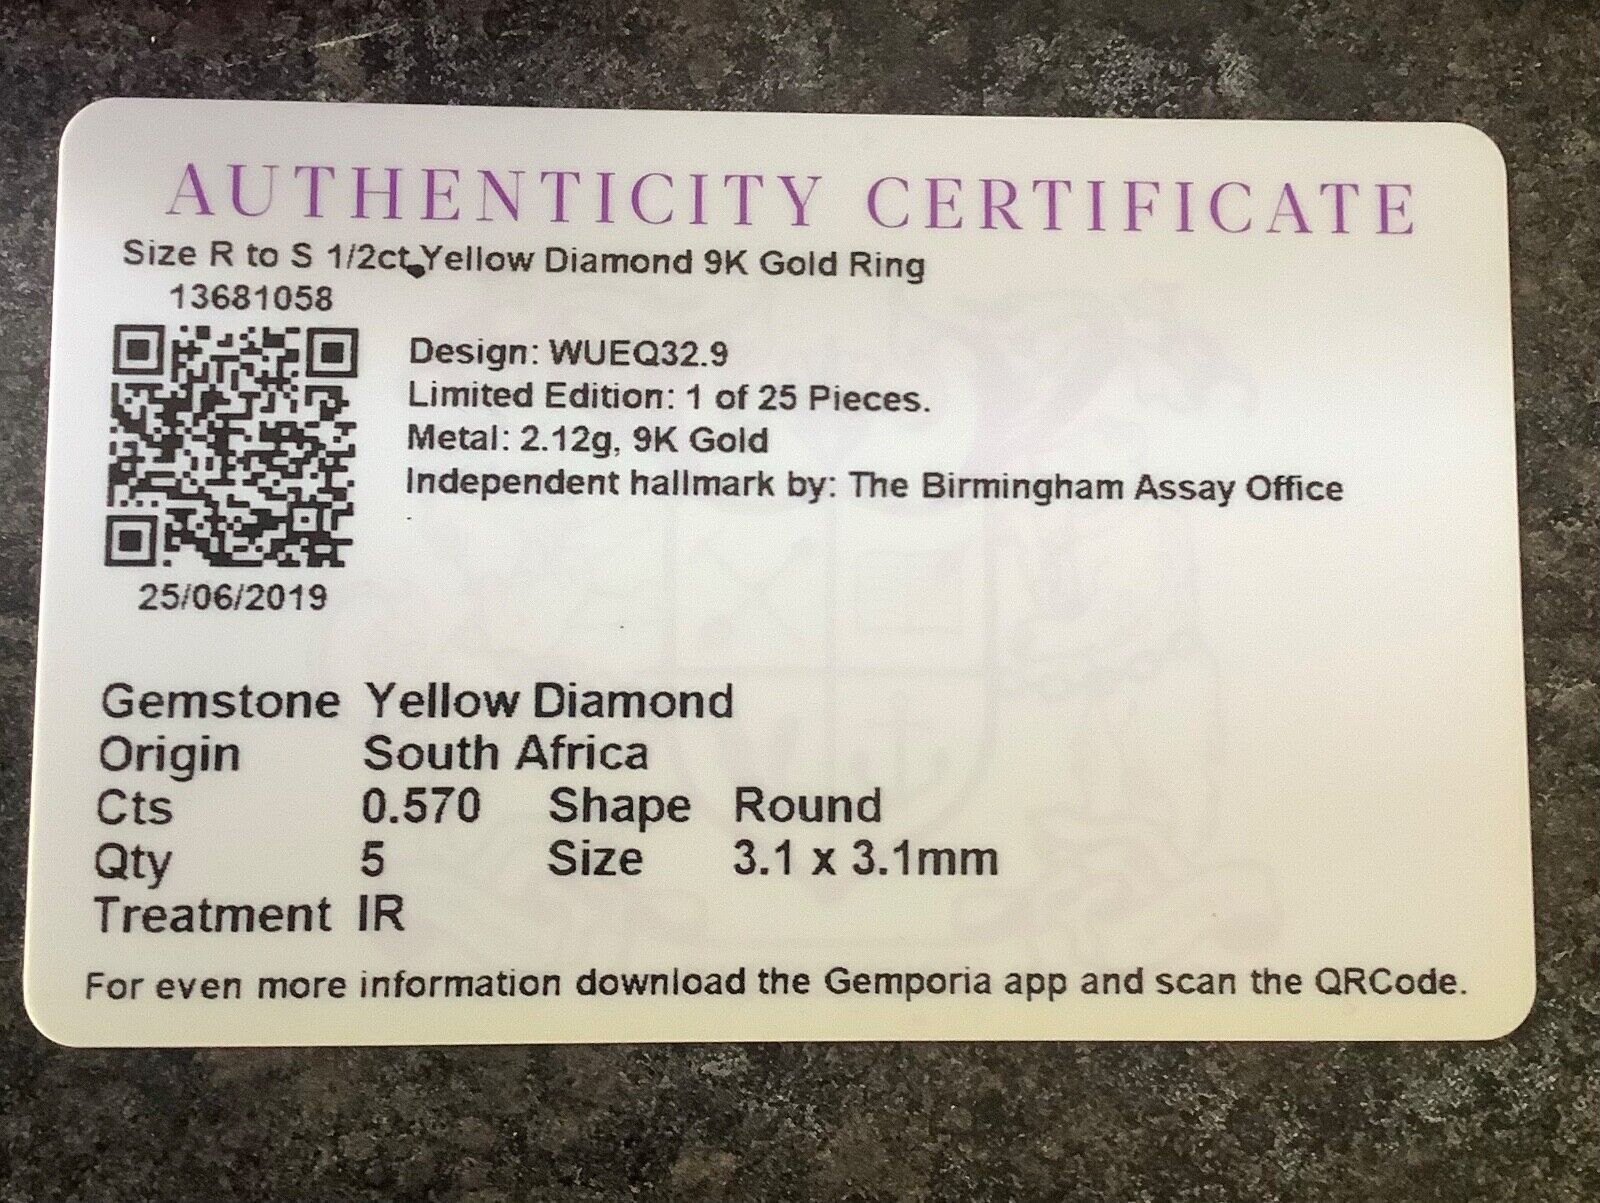 AUTHENTICITY CERTIFICATE
Size R to S 1/2ct Yellow Diamond 9K Gold Ring
13681058
Design: WUEQ32.9
Limited Edition: 1 of 25 Pieces.
Metal: 2.12g, 9K Gold
Independent hallmark by: The Birmingham Assay Office
25/06/2019
Gemstone Yellow Diamond
Origin South Africa
Cts 0.570 Shape Round
Qty 5 Size 3.1 x 3.1mm
Treatment IR
For even more information download the Gemporia app and scan the QRCode.